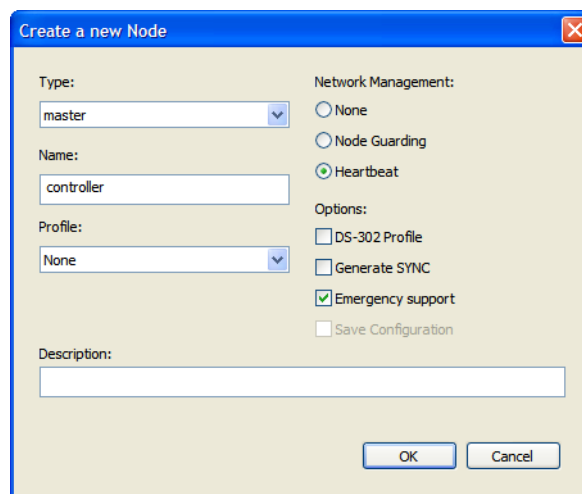 Create a new Node
Type:
master
Name:
controller
Profile:
None
Network Management:
None
Node Guarding
Heartbeat
Options:
DS-302 Profile
Generate SYNC
Emergency support
Save Configuration
Description:
OK
Cancel